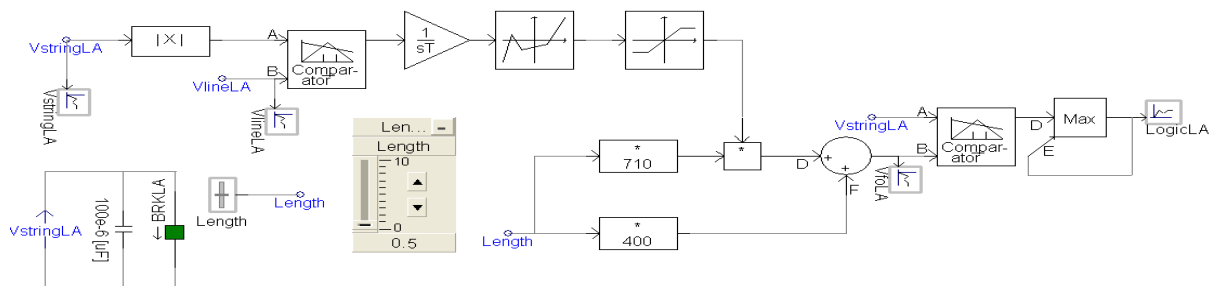 VstringLA
|X|
A
B
Compar-
ator
1
sT
VlineLA
VstringLA
VlineLA
Len...
Length
10
0
0.5
VstringLA
100e-6 [uF]
BRKLA
Length
Length
Length
*
710
*
400
*
D
+
+
F
VstringLA
A
B
VfoLA
Compar-
ator
D
E
Max
LogicLA